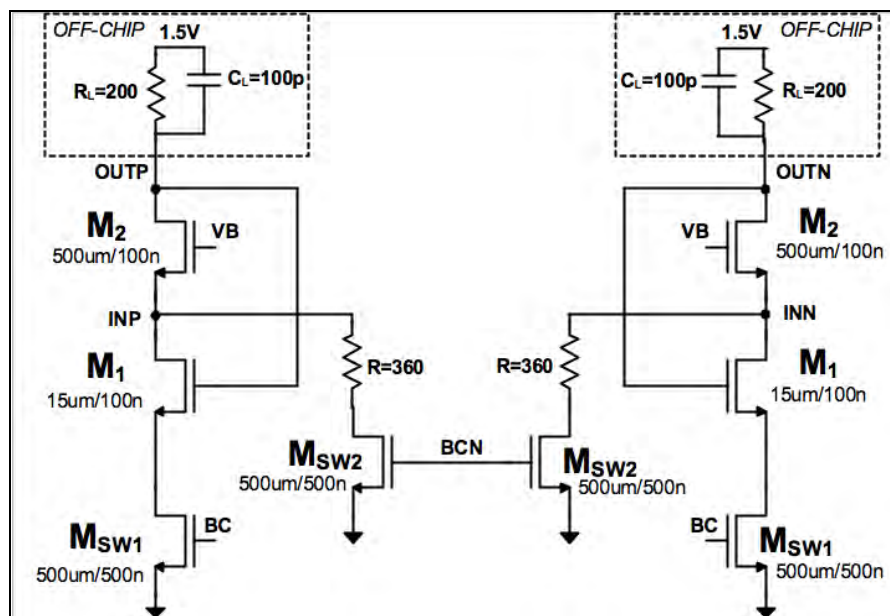 OFF-CHIP
1.5V
RL=200
CL=100p
OUTP
M2
500um/100n
VB
INP
M1
15um/100n
R=360
MSW2
500um/500n
BC
MSW1
500um/500n
BCN
1.5V
OFF-CHIP
CL=100p
RL=200
OUTN
VB
M2
500um/100n
INN
R=360
M1
15um/100n
MSW2
500um/500n
BC
MSW1
500um/500n